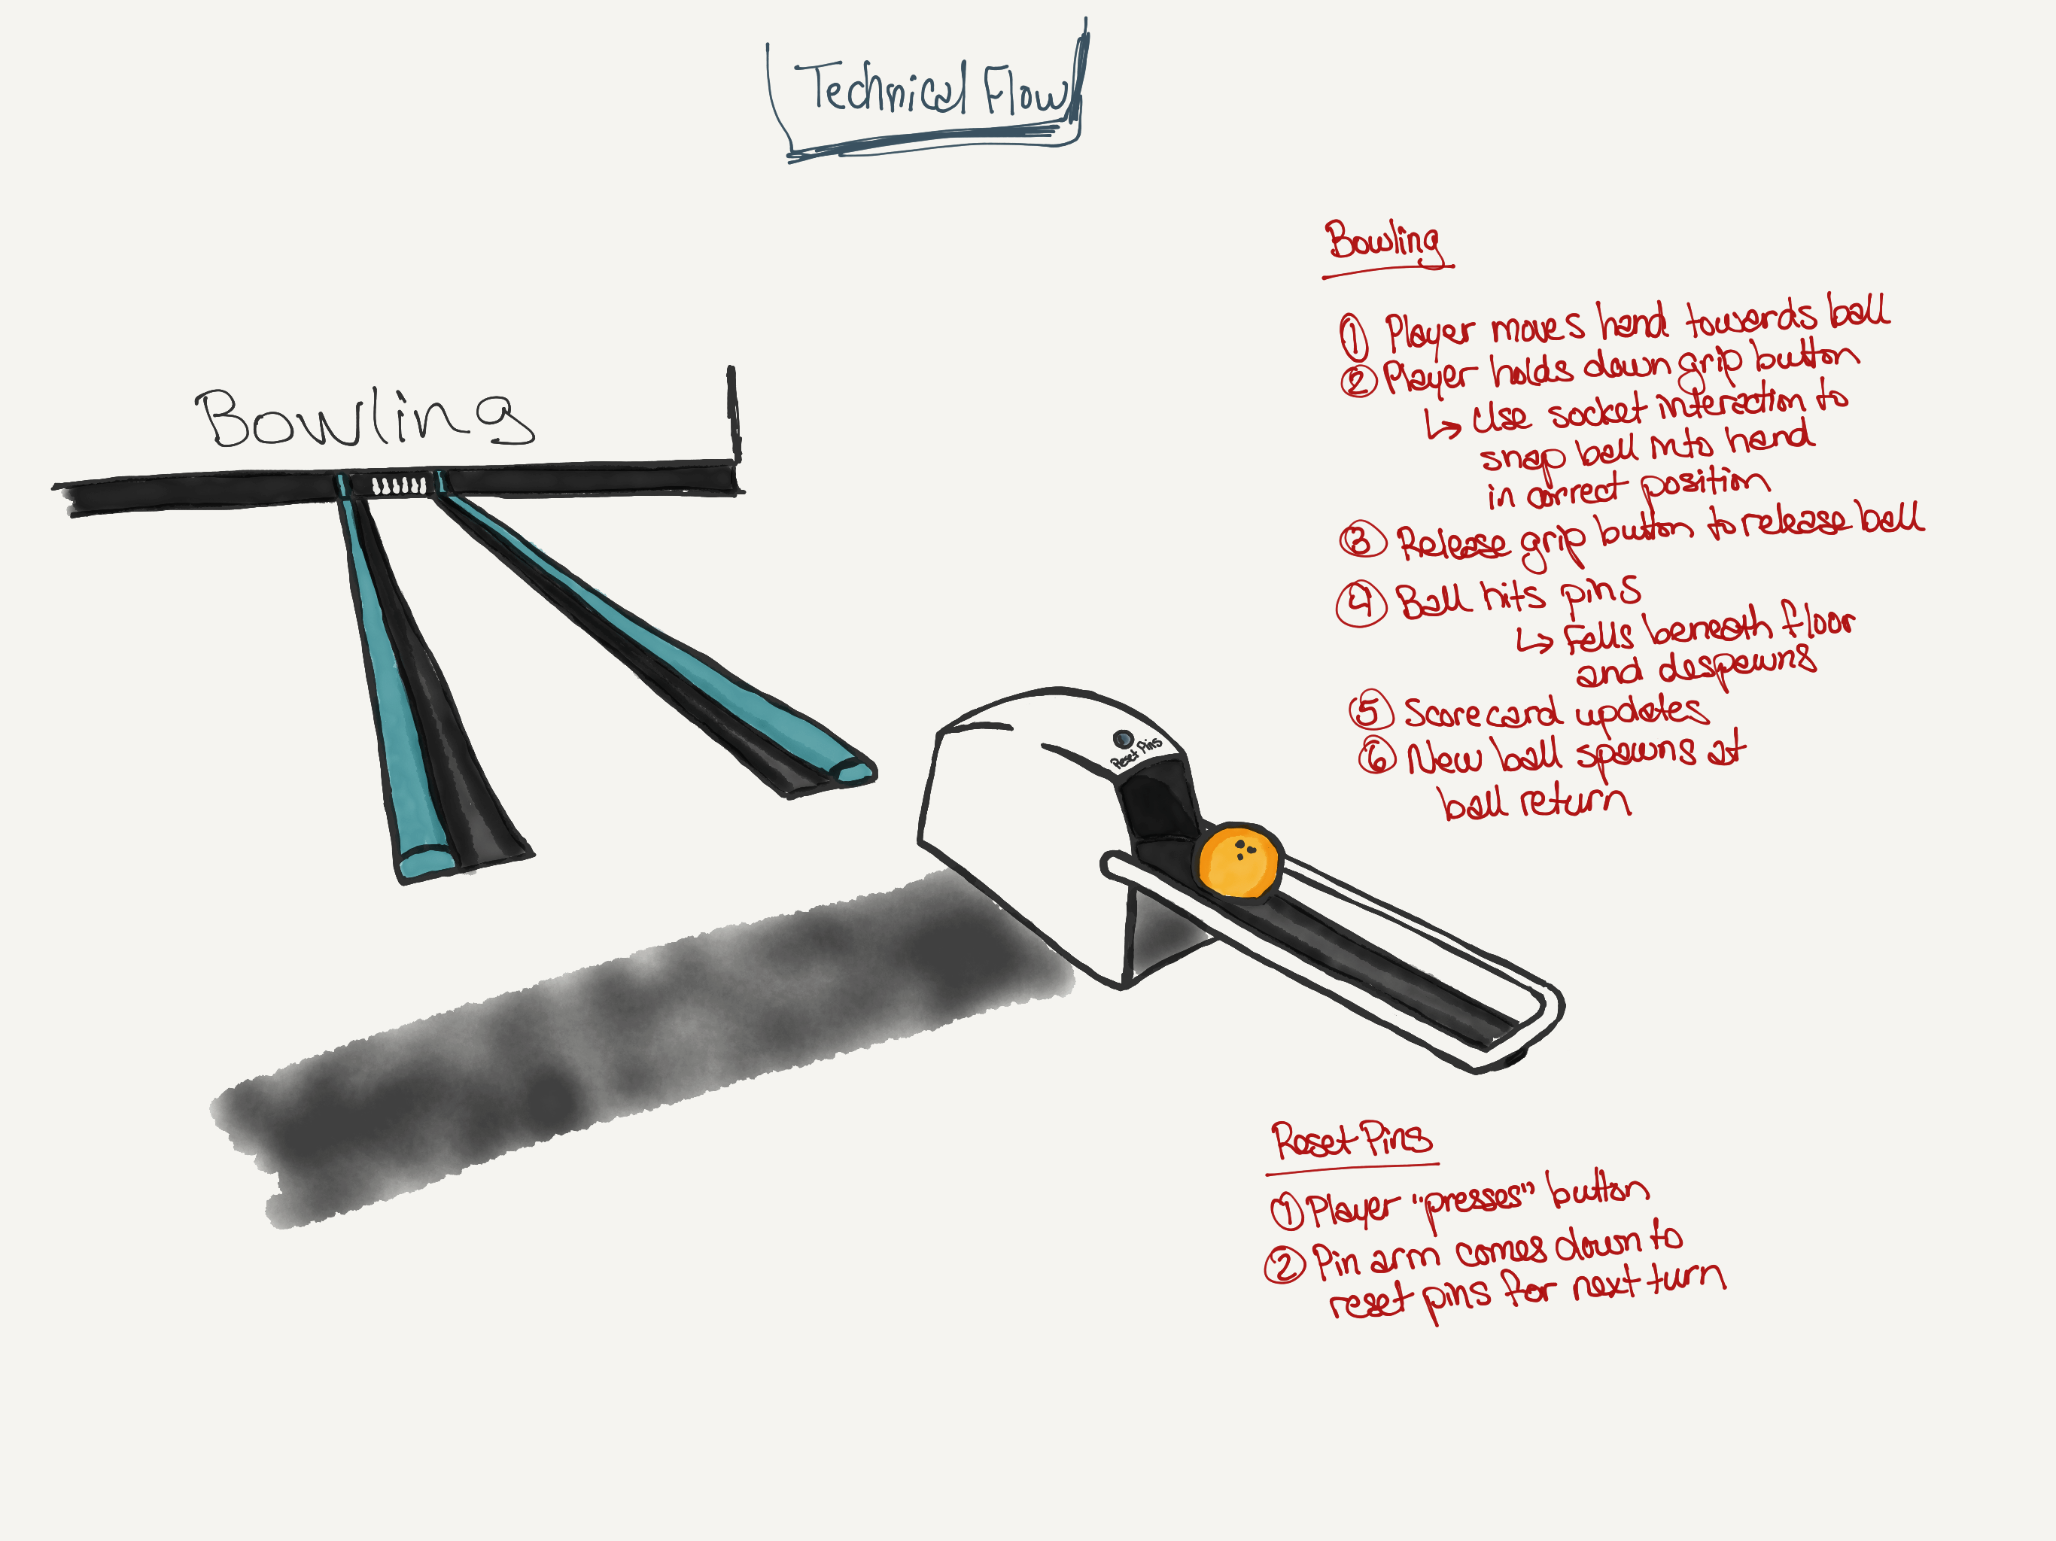 Technical Flow
Bowling
Reset Pins
Bowling
① Player moves hand towards ball
② Player holds down grip button
↳ Use socket interaction to
snap ball into hand
in correct position
③ Release grip button to release ball
④ Ball hits pins
↳ Falls beneath floor
and despawns
⑤ Scorecard updates
⑥ New ball spawns at
ball return
Reset Pins
① Player "presses" button
② Pin arm comes down to
reset pins for next turn